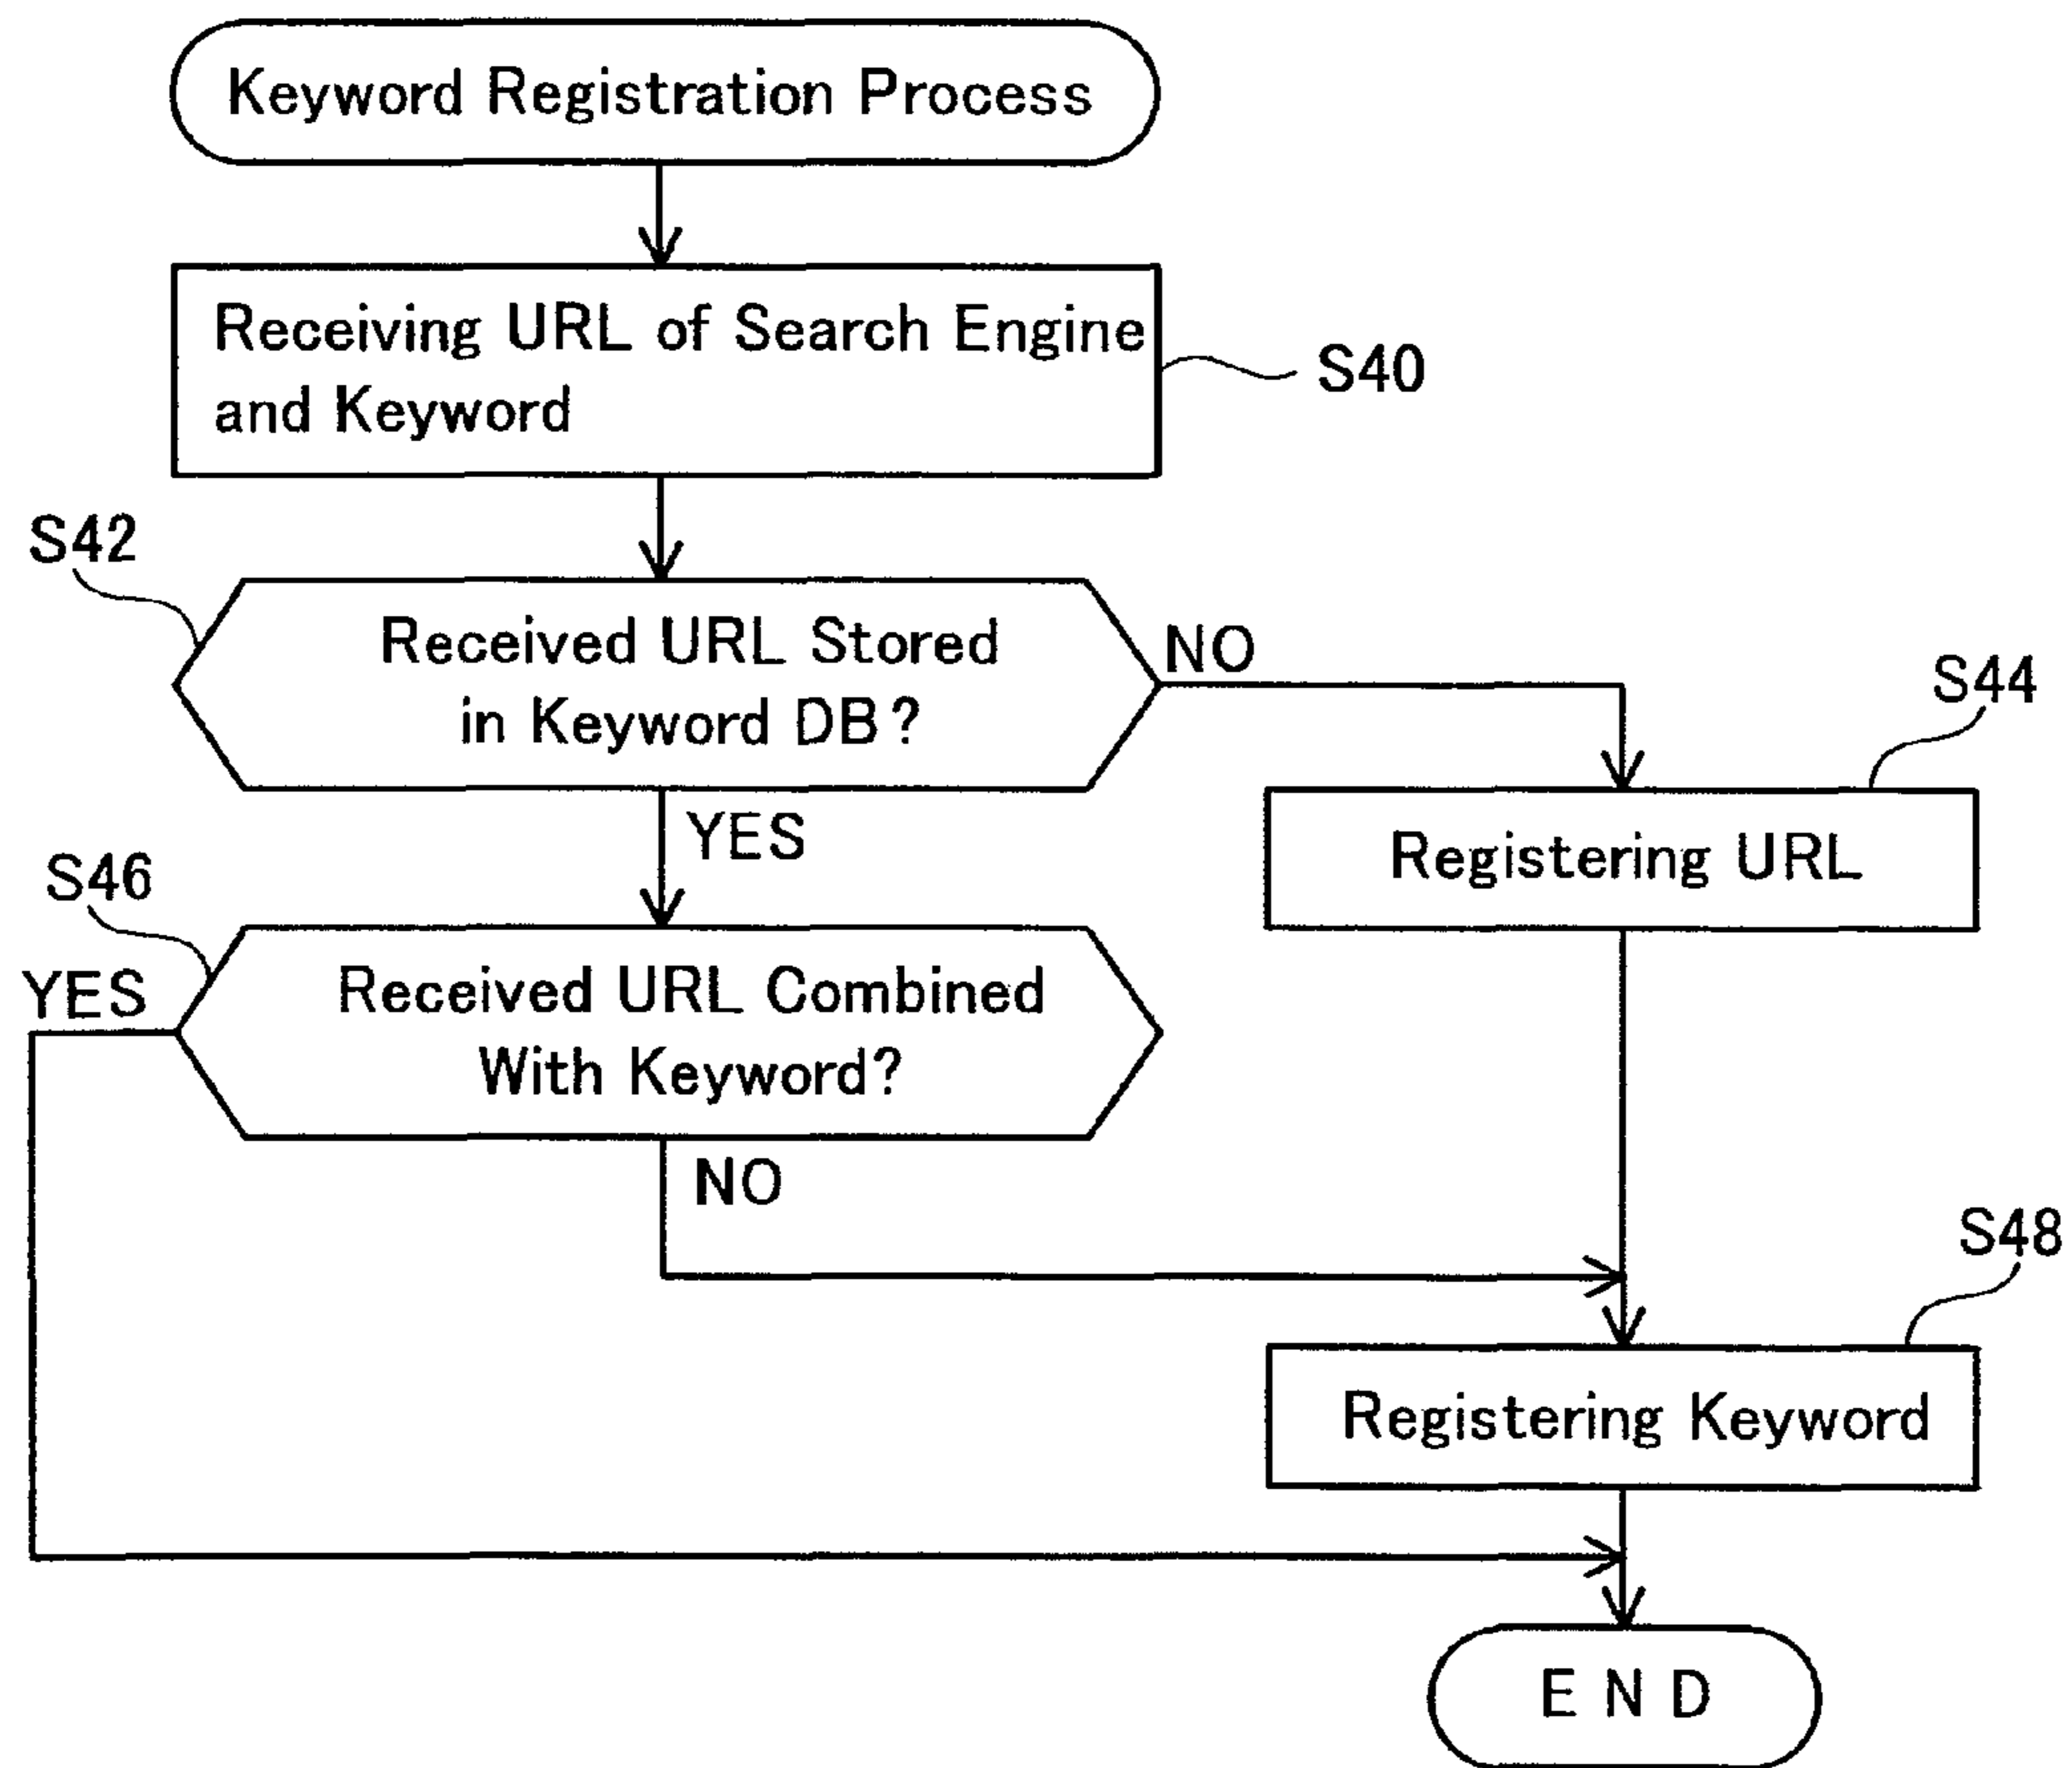 Keyword Registration Process
Receiving URL of Search Engine
and Keyword
S40
S42
Received URL Stored
in Keyword DB?
NO
YES
S44
Registering URL
S46
Received URL Combined
With Keyword?
YES
NO
S48
Registering Keyword
END